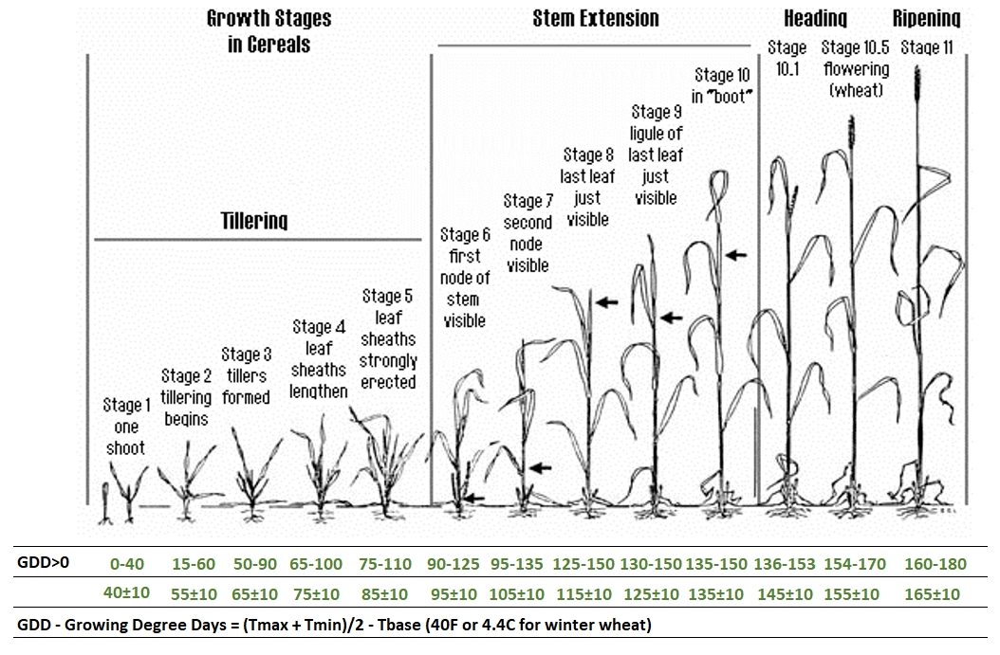 Growth Stages
in Cereals
Stem Extension
Heading
Ripening
Tillering
Stage 1
one
shoot
Stage 2
tillering
begins
Stage 3
tillers
formed
Stage 4
leaf
sheaths
lengthen
Stage 5
leaf
sheaths
strongly
erected
Stage 6
first
node of
stem
visible
Stage 7
second
node
visible
Stage 8
last leaf
just
visible
Stage 9
ligule of
last leaf
just
visible
Stage 10
in "boot"
Stage
10.1
Stage 10.5
flowering
(wheat)
Stage 11
GDD>0 0-40 15-60 50-90 65-100 75-110 90-125 95-135 125-150 130-150 135-150 136-153 154-170 160-180
40±10 55±10 65±10 75±10 85±10 95±10 105±10 115±10 125±10 135±10 145±10 155±10 165±10
GDD - Growing Degree Days = (Tmax + Tmin)/2 - Tbase (40F or 4.4C for winter wheat)